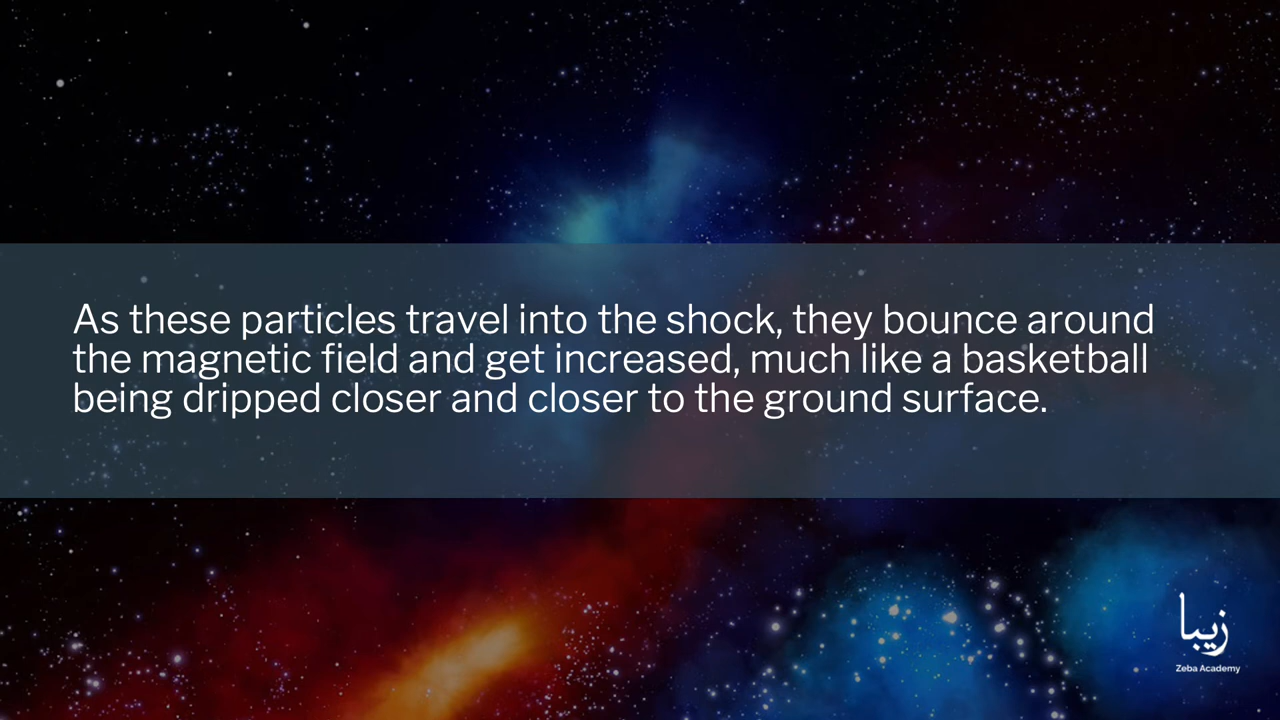 As these particles travel into the shock, they bounce around
the magnetic field and get increased, much like a basketball
being dripped closer and closer to the ground surface.
زیبا
Zeba Academy